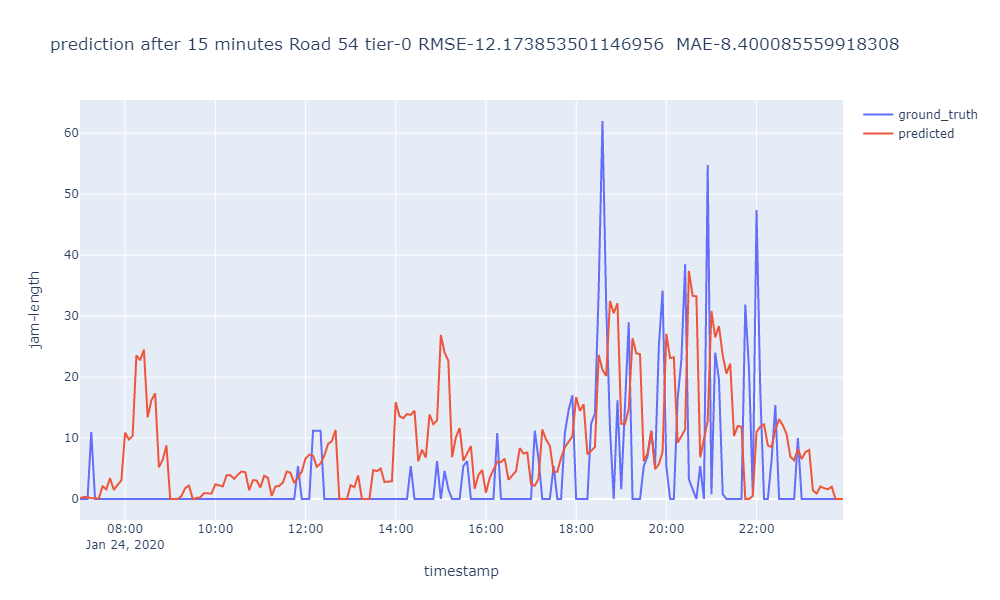 prediction after 15 minutes Road 54 tier-0 RMSE-12.173853501146956  MAE-8.400085559918308
ground_truth
predicted
60
50
40
30
20
10
0
jam-length
08:00 10:00 12:00 14:00 16:00 18:00 20:00 22:00
Jan 24, 2020
timestamp